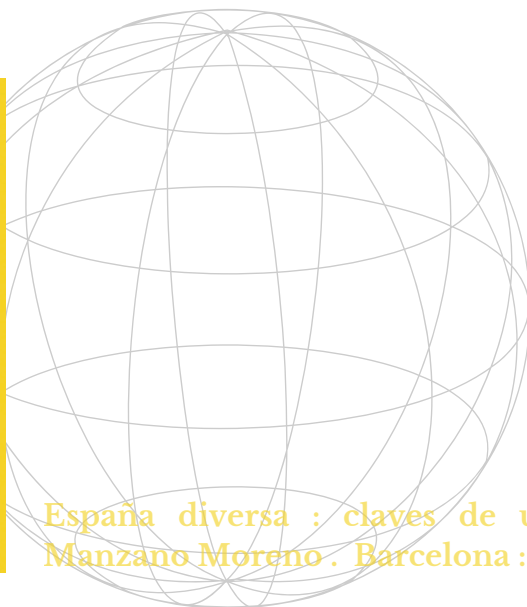 España diversa : claves de u
Manzano Moreno . Barcelona :